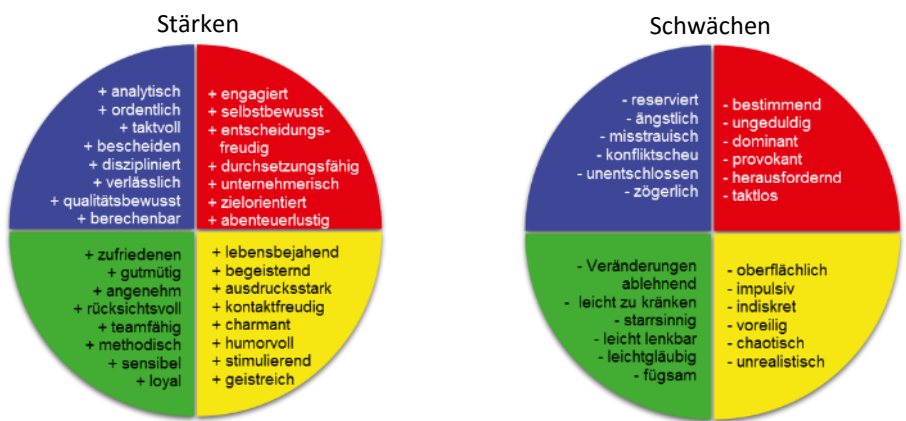 Stärken
+ analytisch
+ ordentlich
+ taktvoll
+ bescheiden
+ diszipliniert
+ verlässlich
+ qualitätsbewusst
+ berechenbar
+ engagiert
+ selbstbewusst
+ entscheidungs-
freudig
+ durchsetzungsfähig
+ unternehmerisch
+ zielorientiert
+ abenteuerlustig
+ zufriedenen
+ gutmütig
+ angenehm
+ rücksichtsvoll
+ teamfähig
+ methodisch
+ sensibel
+ loyal
+ lebensbejahend
+ begeisternd
+ ausdrucksstark
+ kontaktfreudig
+ charmant
+ humorvoll
+ stimulierend
+ geistreich
Schwächen
- reserviert
- ängstlich
- misstrauisch
- konfliktscheu
- unentschlossen
- zögerlich
- bestimmend
- ungeduldig
- dominant
- provokant
- herausfordernd
- taktlos
- Veränderungen
ablehnend
- leicht zu kränken
- starrsinnig
- leicht lenkbar
- leichtgläubig
- fügsam
- oberflächlich
- impulsiv
- indiskret
- voreilig
- chaotisch
- unrealistisch